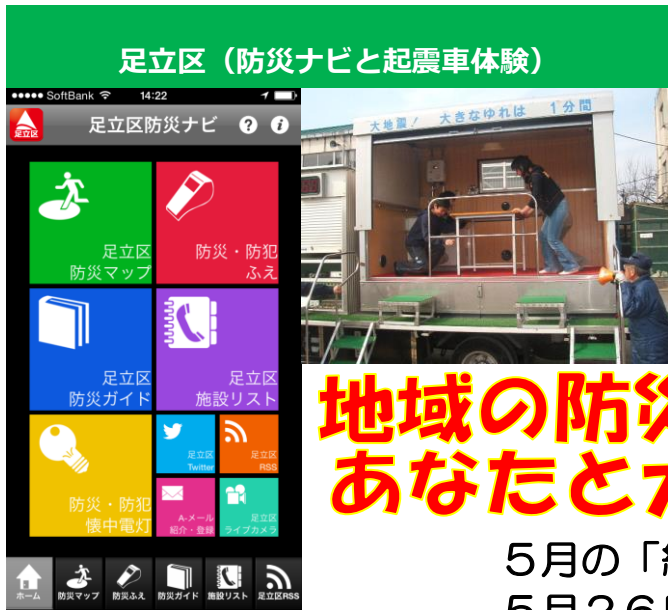 足立区（防災ナビと起震車体験）
SoftBank 14:22
足立区
足立区防災ナビ ? i
足立区
防災マップ
防災・防犯
ふえ
足立区
防災ガイド
足立区
施設リスト
防災・防犯
懐中電灯
足立区
Twitter
足立区
RSS
A-メール
紹介・登録
足立区
ライブカメラ
ホーム
防災マップ
防災ふえ
防災ガイド
施設リスト
足立区RSS
大地震！ 大きなゆれは 1分間
地域の防災
あなたと
5月の「
5月26